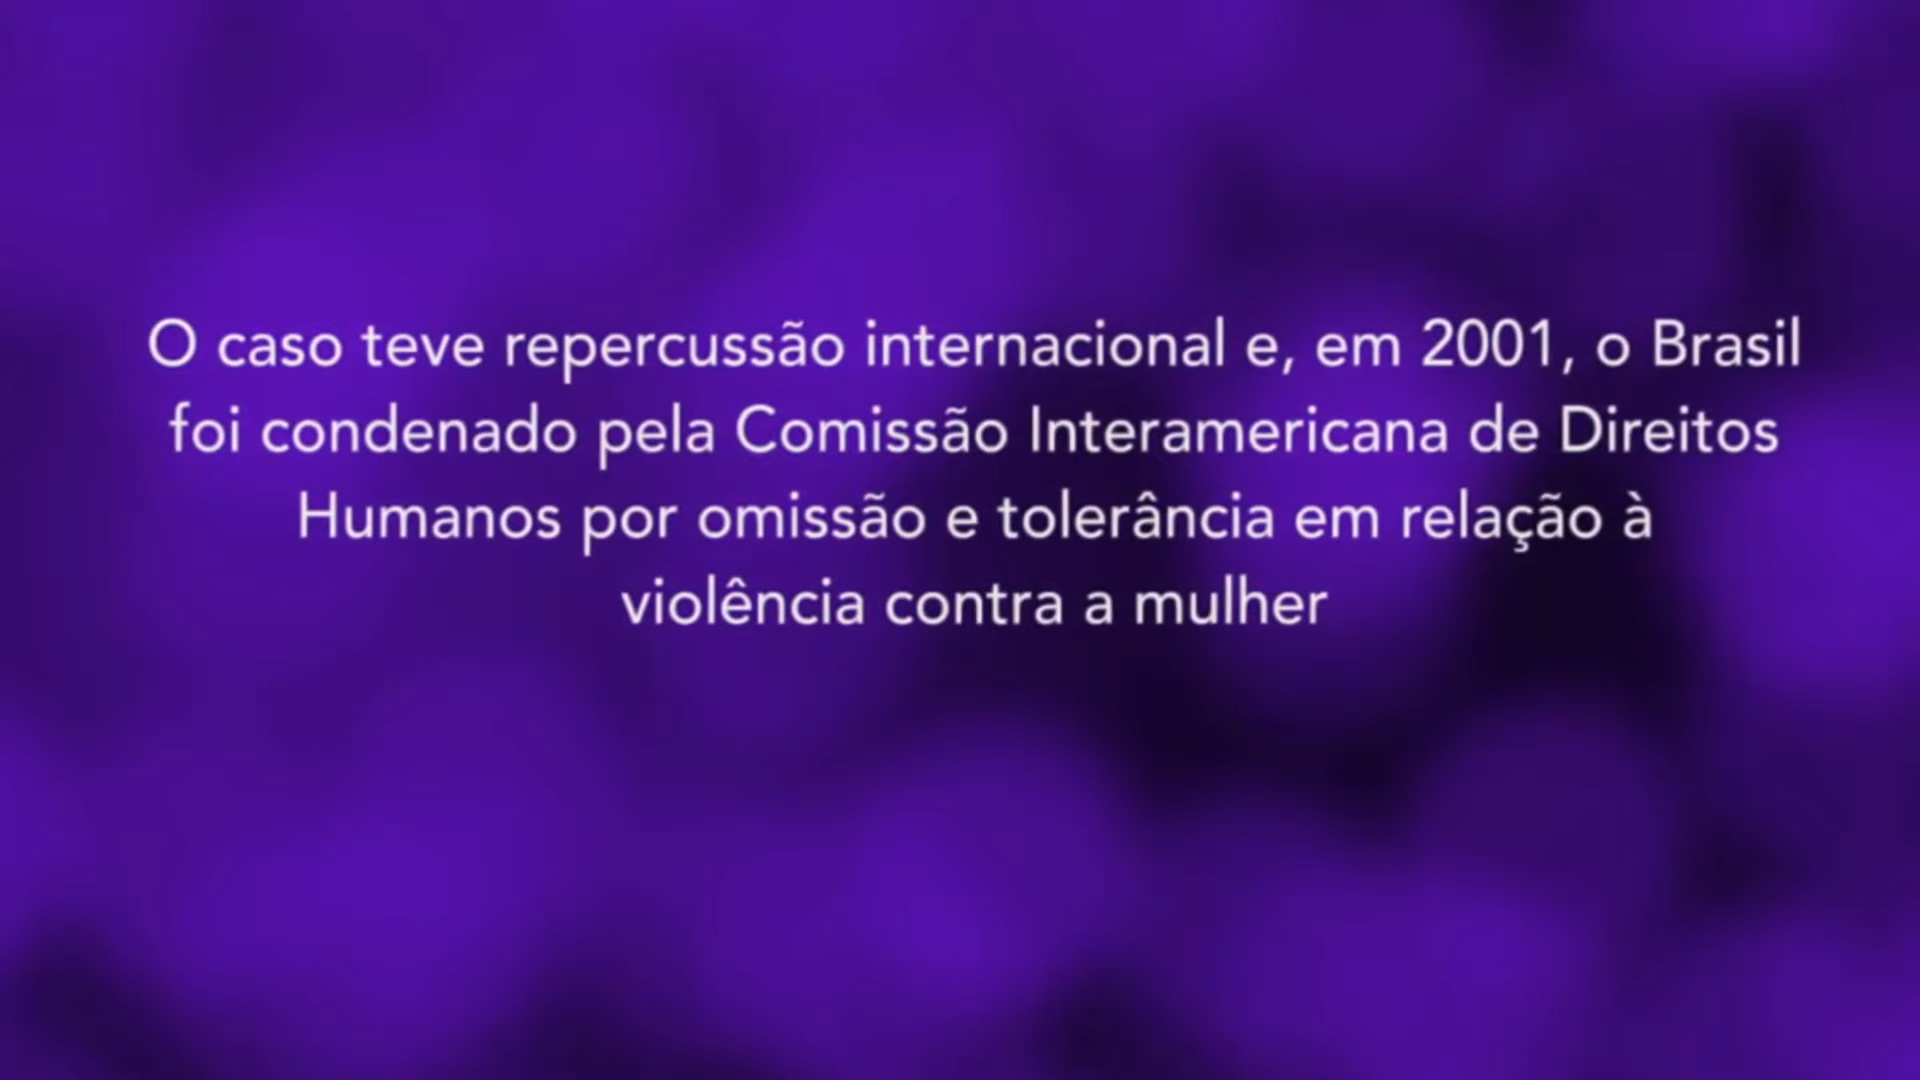 O caso teve repercussão internacional e, em 2001, o Brasil
foi condenado pela Comissão Interamericana de Direitos
Humanos por omissão e tolerância em relação à
violência contra a mulher